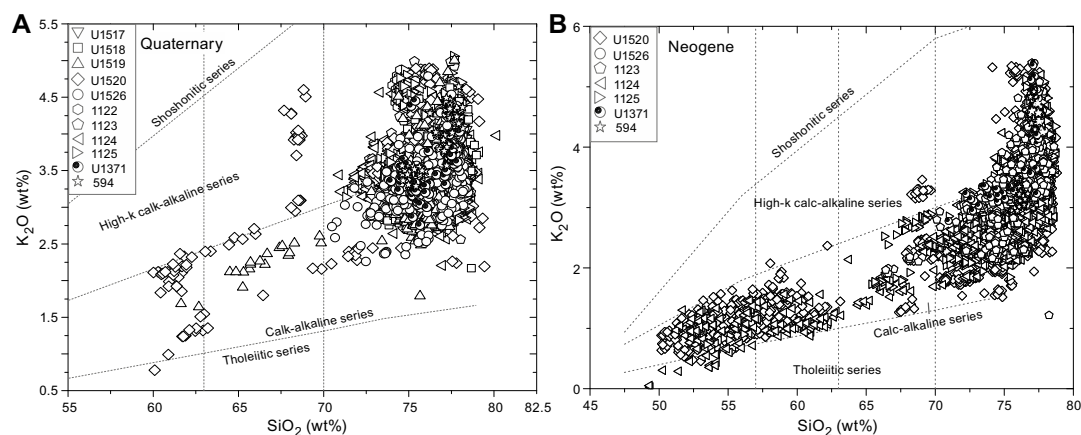 A
Quaternary
U1517
U1518
U1519
U1520
U1526
1122
1123
1124
1125
U1371
594
Shoshonitic series
High-k calk-alkaline series
Calk-alkaline series
Tholeiitic series
K2O (wt%)
5.5
4.5
3.5
2.5
1.5
0.5
55 60 65 70 75 80 82.5
SiO2 (wt%)
B
Neogene
U1520
U1526
1123
1124
1125
U1371
594
Shoshonitic series
High-k calc-alkaline series
Calc-alkaline series
Tholeiitic series
K2O (wt%)
6
4
2
0
45 50 55 60 65 70 75 80
SiO2 (wt%)